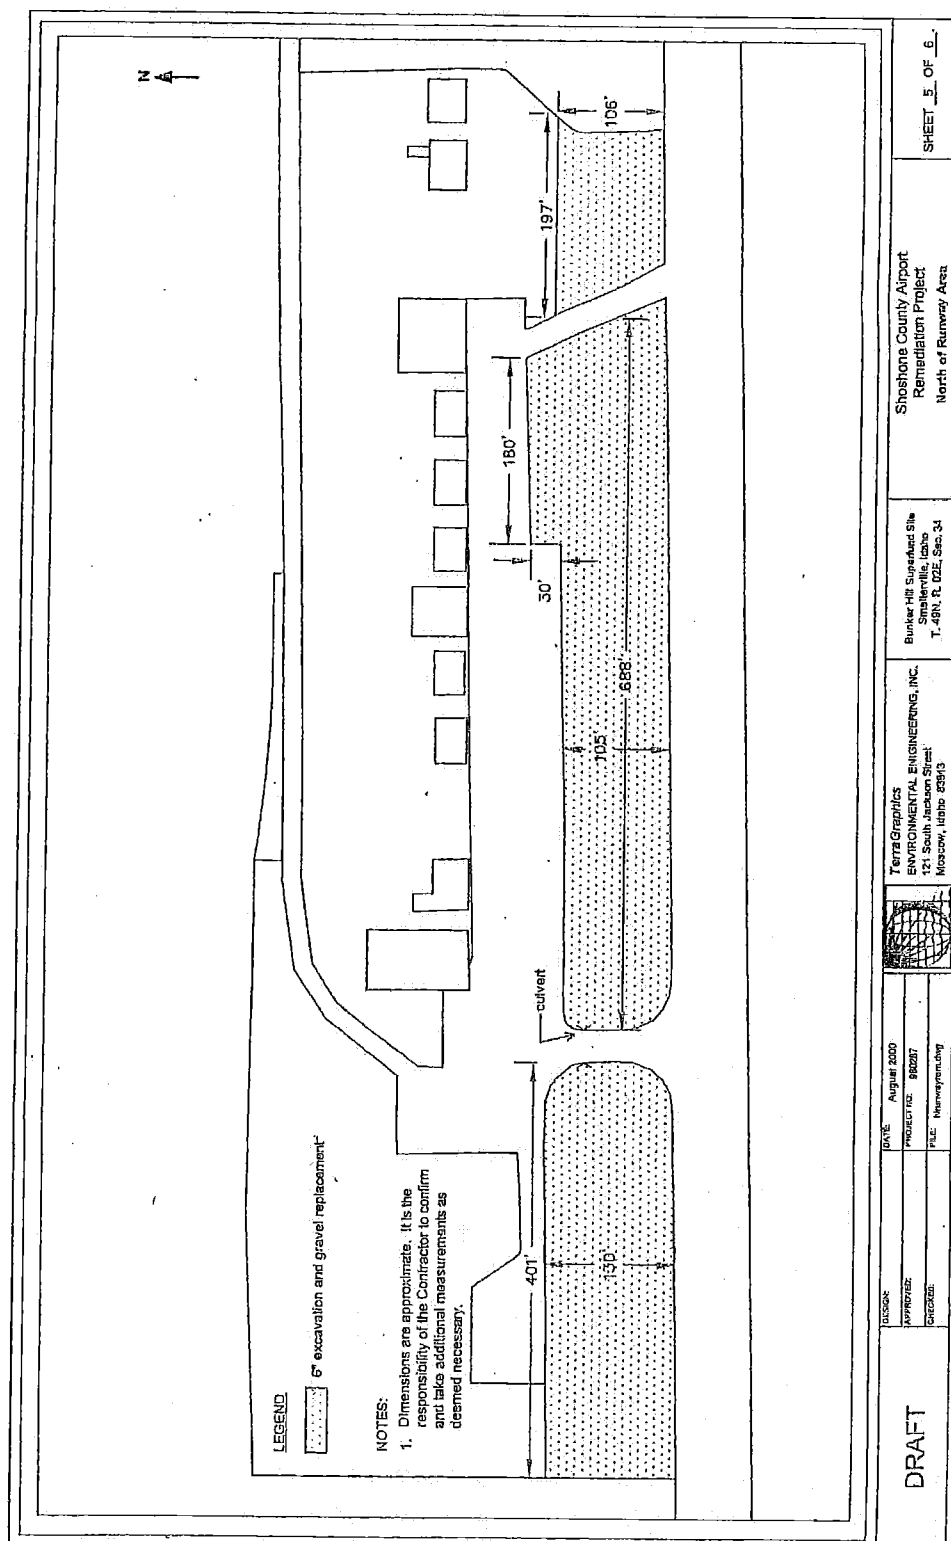 N
LEGEND
6" excavation and gravel replacement
NOTES:
1. Dimensions are approximate. It is the
responsibility of the Contractor to confirm
and take additional measurements as
deemed necessary.
401'
130'
culvert
105'
688'
30'
180'
197'
106'
DRAFT
DESIGN:
APPROVED:
CHECKED:
DATE: August 2000
PROJECT NO:
FILE:
TerraGraphics
ENVIRONMENTAL ENGINEERING, INC.
121 South Jackson Street
Moscow, Idaho 83843
Bunker Hill Superfund Site
Smelterville, Idaho
T. 48N, R. 02E, Sec. 34
Shoshone County Airport
Remediation Project
North of Runway Area
SHEET 5 OF 6.